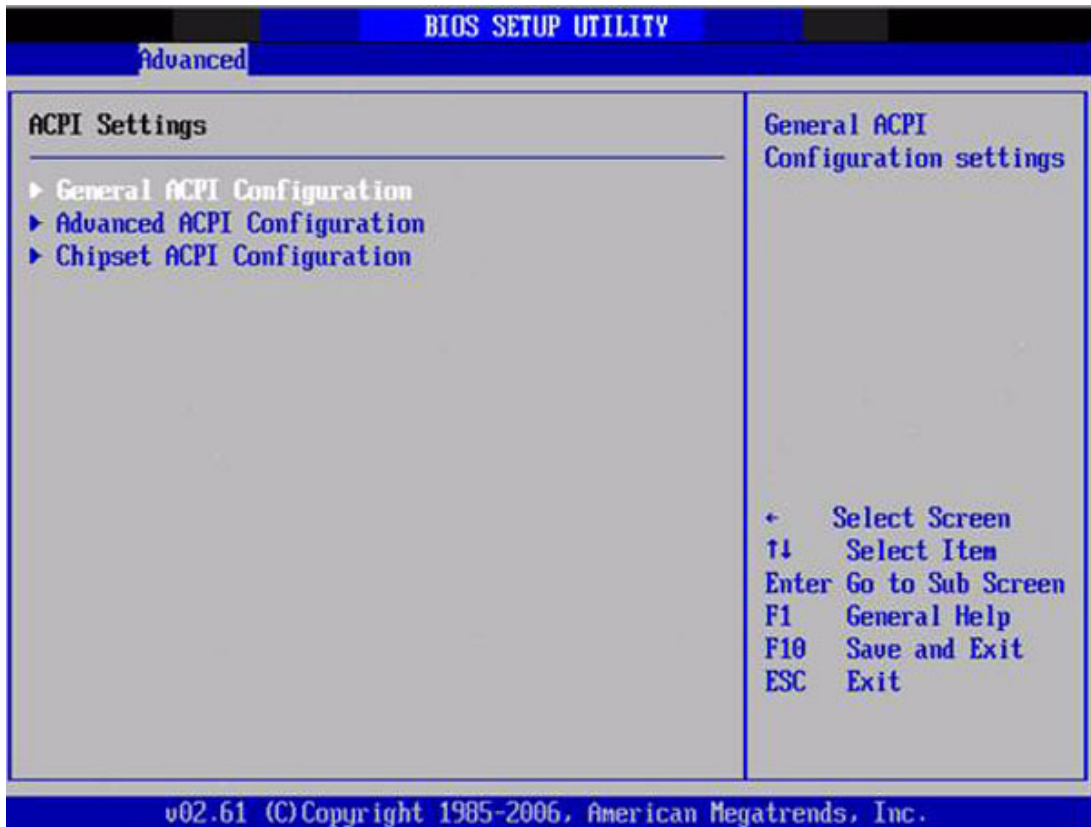 BIOS SETUP UTILITY
Advanced
ACPI Settings
▶ General ACPI Configuration
▶ Advanced ACPI Configuration
▶ Chipset ACPI Configuration
General ACPI
Configuration settings
← Select Screen
↑↓ Select Item
Enter Go to Sub Screen
F1 General Help
F10 Save and Exit
ESC Exit
v02.61 (C)Copyright 1985-2006, American Megatrends, Inc.